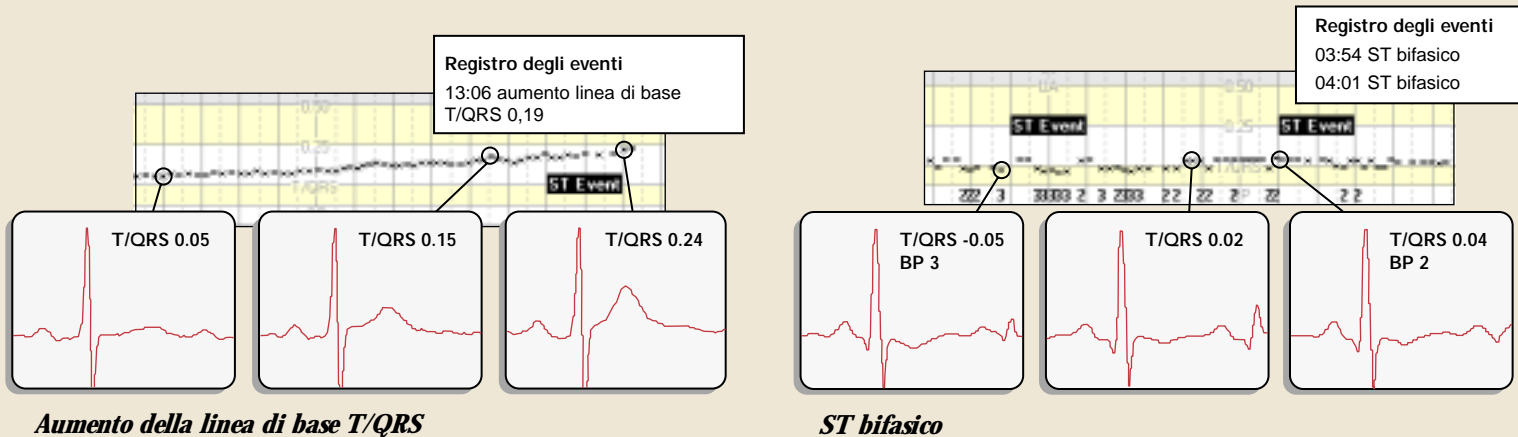 Registro degli eventi
13:06 aumento linea di base
T/QRS 0,19
0.50
0.25
T/QRS
ST Event
T/QRS 0.05
T/QRS 0.15
T/QRS 0.24
Aumento della linea di base T/QRS
Registro degli eventi
03:54 ST bifasico
04:01 ST bifasico
UA
0.50
ST Event
0.25
ST Event
T/QRS
BP
T/QRS -0.05
BP 3
T/QRS 0.02
T/QRS 0.04
BP 2
ST bifasico